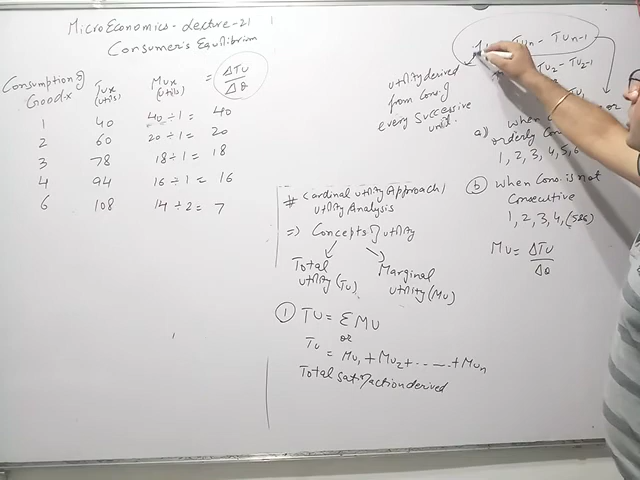 MicroEconomics - Lecture-21
Consumer's Equilibrium
Consumption of Good-x
TUx (utils)
MUx (utils) = ΔTU/ΔQ
1 40 40 ÷ 1 = 40
2 60 20 ÷ 1 = 20
3 78 18 ÷ 1 = 18
4 94 16 ÷ 1 = 16
6 108 14 ÷ 2 = 7
# Cardinal utility Approach/
utility Analysis
⇒ Concepts of utility
Total
utility (TU)
Marginal
utility (MU)
① TU = ΣMU
or
TU = MU1 + MU2 + ...... + MUn
Total satisfaction derived
utility derived
from Cons. of
every Successive
unit.
TUn - TUn-1
TU2 - TU2-1
a) when
orderly
1, 2, 3, 4, 5, 6
ⓑ When Cons. is not
Consecutive
1, 2, 3, 4, (5&6)
MU = ΔTU/ΔQ